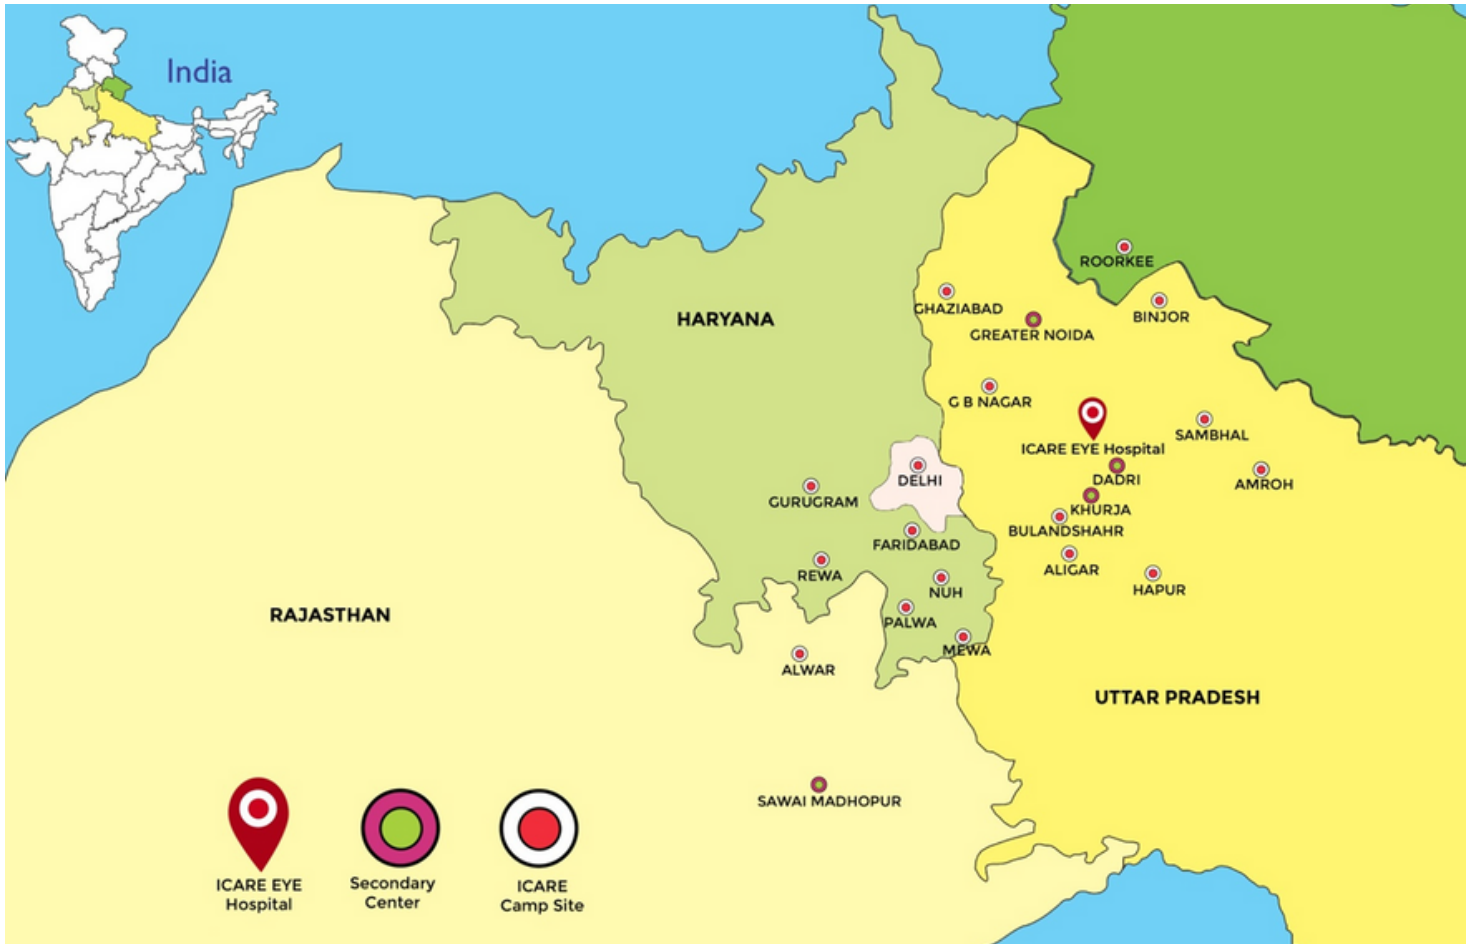 India
ROORKEE
GHAZIABAD
BINJOR
HARYANA
GREATER NOIDA
G B NAGAR
SAMBHAL
ICARE EYE Hospital
DELHI
DADRI
AMROH
GURUGRAM
KHURJA
BULANDSHAHR
FARIDABAD
ALIGAR
REWA
HAPUR
NUH
RAJASTHAN
PALWA
MEWA
ALWAR
UTTAR PRADESH
SAWAI MADHOPUR
ICARE EYE
Hospital
Secondary
Center
ICARE
Camp Site